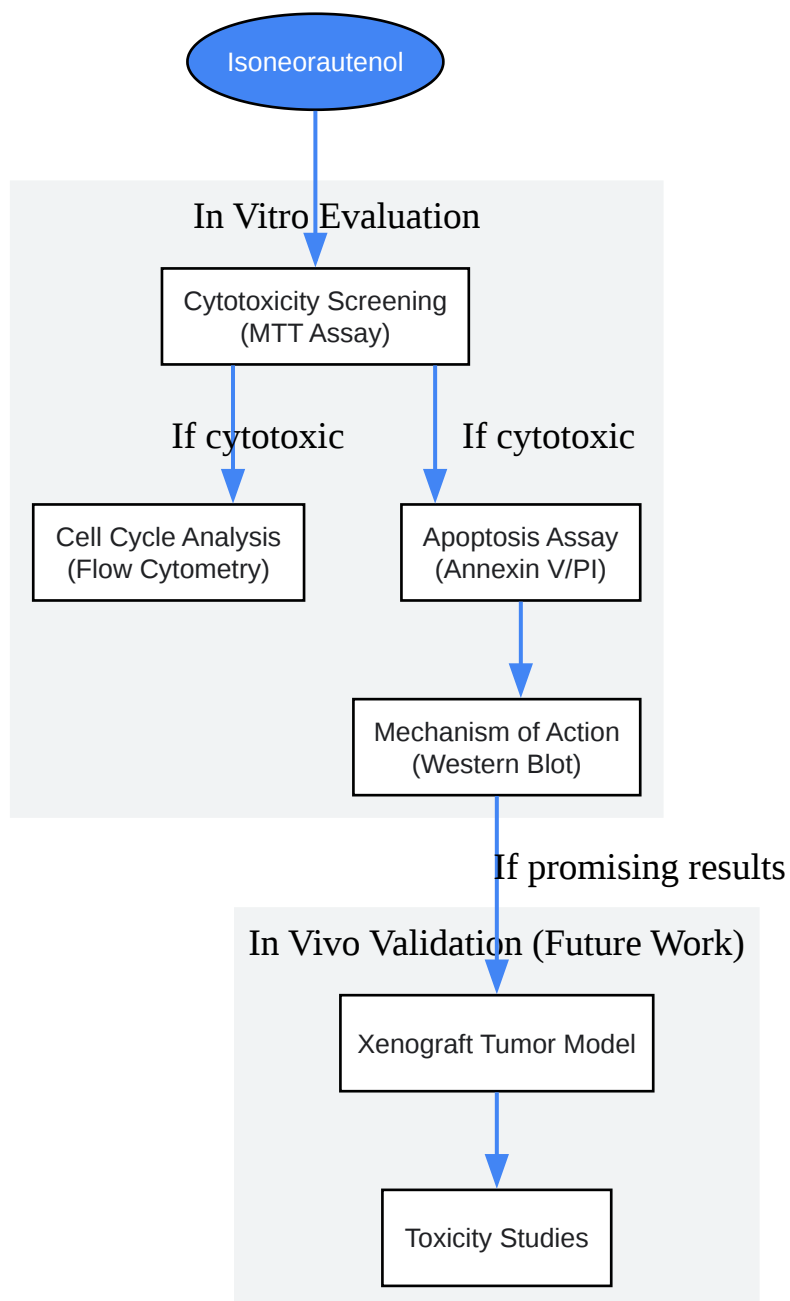 Isoneorautenol
In Vitro Evaluation
Cytotoxicity Screening
(MTT Assay)
If cytotoxic
If cytotoxic
Cell Cycle Analysis
(Flow Cytometry)
Apoptosis Assay
(Annexin V/PI)
Mechanism of Action
(Western Blot)
If promising results
In Vivo Validation (Future Work)
Xenograft Tumor Model
Toxicity Studies